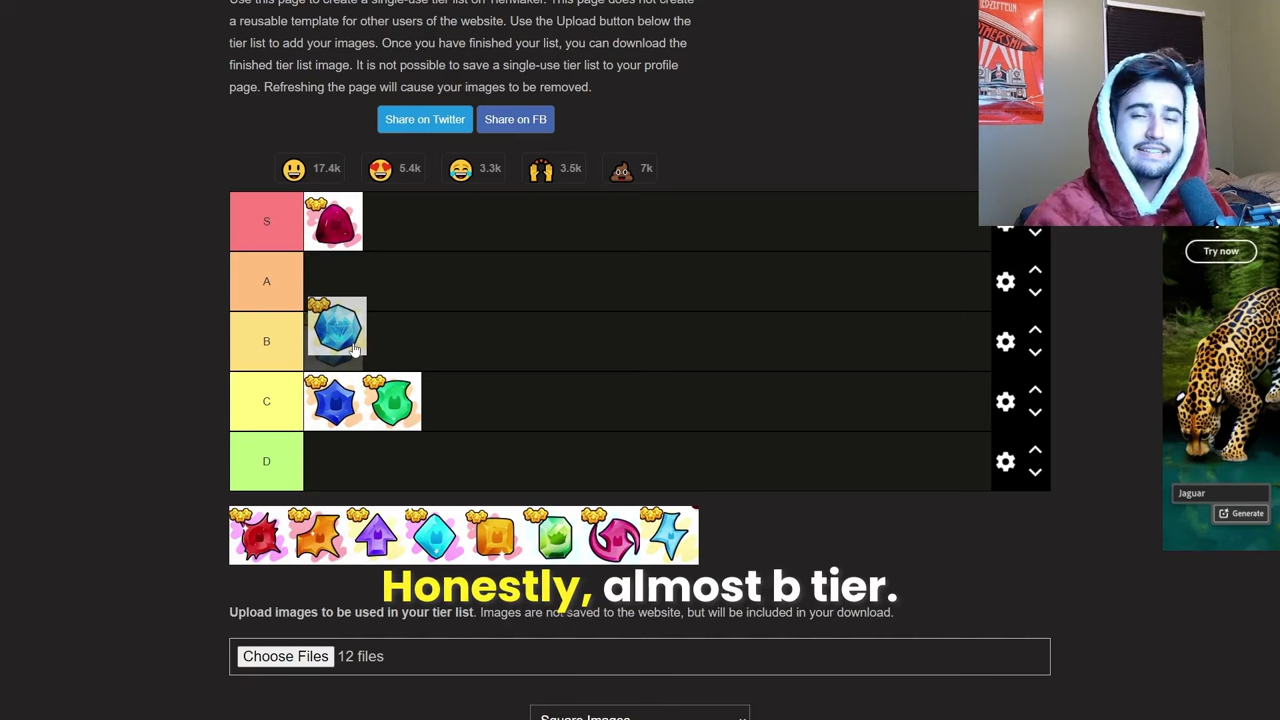 Use this page to create a single-use tier list on TierMaker. This page does not create
a reusable template for other users of the website. Use the Upload button below the
tier list to add your images. Once you have finished your list, you can download the
finished tier list image. It is not possible to save a single-use tier list to your profile
page. Refreshing the page will cause your images to be removed.
Share on Twitter
Share on FB
17.4k
5.4k
3.3k
3.5k
7k
LED-ZEPPELIN
MOTHERSHIP
Try now
S
A
B
C
D
Jaguar
Generate
Honestly, almost b tier.
Upload images to be used in your tier list. Images are not saved to the website, but will be included in your download.
Choose Files 12 files
Square Images